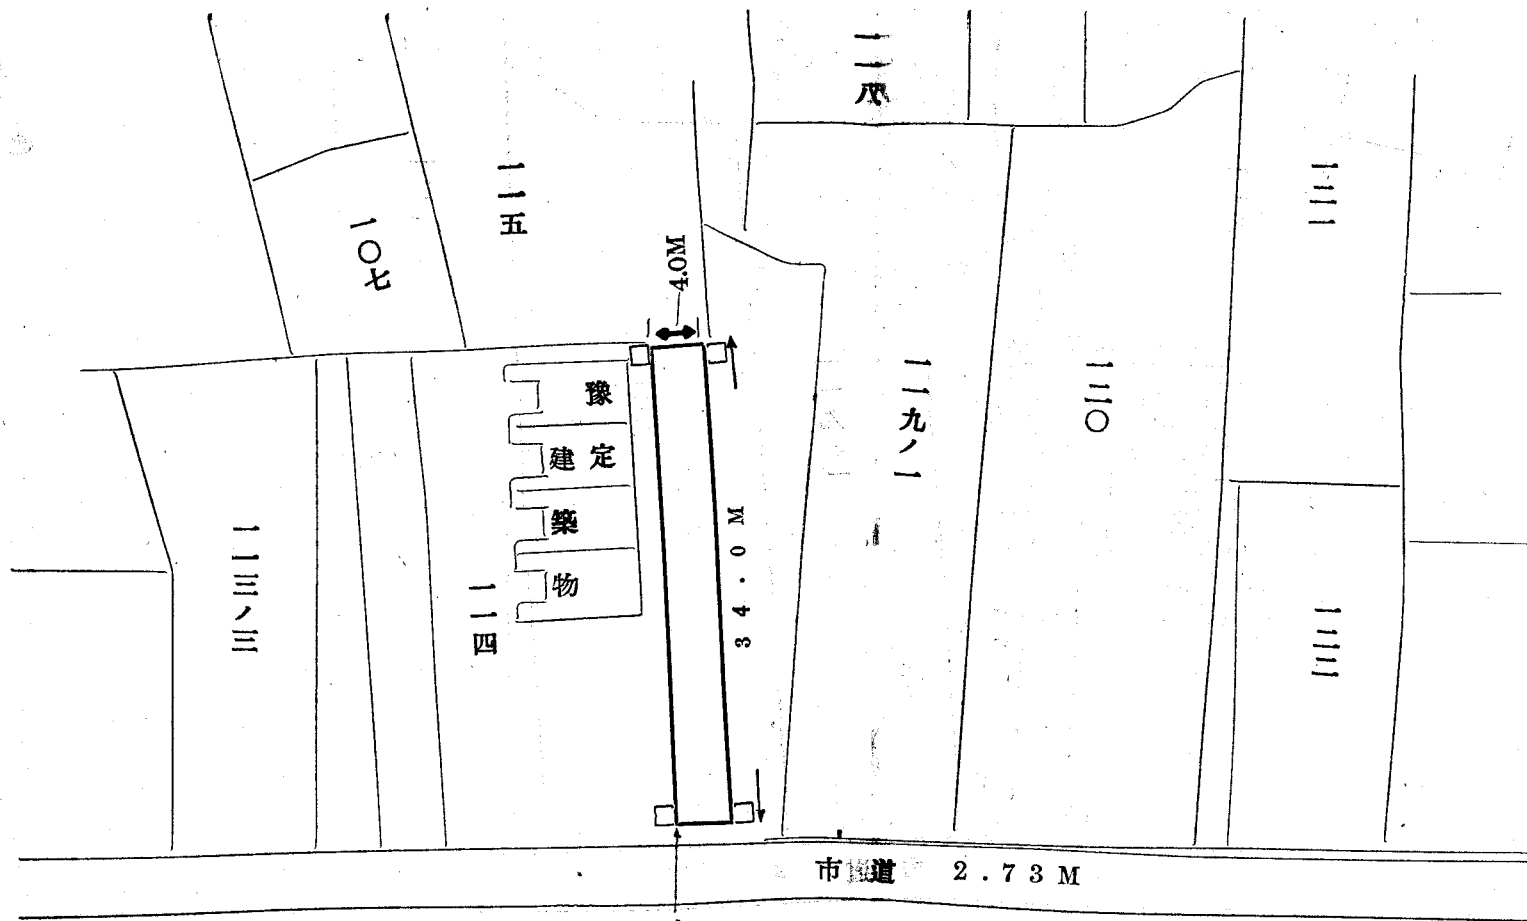 一一八
一一五
一〇七
4.0M
一二一
一一九ノ一
一二〇
豫定
建築物
34.0M
一一三ノ三
一一四
一二二
市道 2.73M